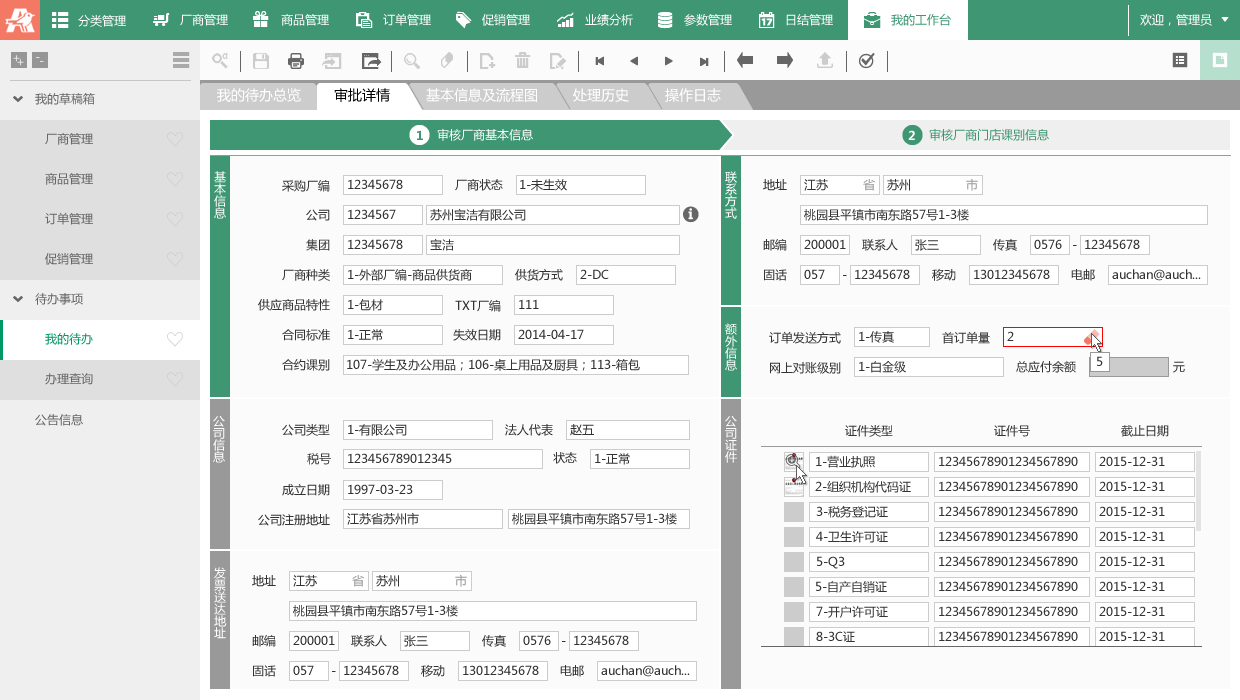 分类管理 厂商管理 商品管理 订单管理 促销管理 业绩分析 参数管理 日结管理 我的工作台 欢迎，管理员
我的待办总览 审批详情 基本信息及流程图 处理历史 操作日志
我的草稿箱
厂商管理
商品管理
订单管理
促销管理
待办事项
我的待办
办理查询
公告信息
1 审核厂商基本信息 2 审核厂商门店课别信息
基本信息
采购厂编 12345678 厂商状态 1-未生效
公司 1234567 苏州宝洁有限公司
集团 12345678 宝洁
厂商种类 1-外部厂编-商品供货商 供货方式 2-DC
供应商品特性 1-包材 TXT厂编 111
合同标准 1-正常 失效日期 2014-04-17
合约课别 107-学生及办公用品；106-桌上用品及厨具；113-箱包
公司信息
公司类型 1-有限公司 法人代表 赵五
税号 123456789012345 状态 1-正常
成立日期 1997-03-23
公司注册地址 江苏省苏州市 桃园县平镇市南东路57号1-3楼
发票送达地址
地址 江苏 省 苏州 市
桃园县平镇市南东路57号1-3楼
邮编 200001 联系人 张三 传真 0576 - 12345678
固话 057 - 12345678 移动 13012345678 电邮 auchan@auch...
联系方式
地址 江苏 省 苏州 市
桃园县平镇市南东路57号1-3楼
邮编 200001 联系人 张三 传真 0576 - 12345678
固话 057 - 12345678 移动 13012345678 电邮 auchan@auch...
额外信息
订单发送方式 1-传真 首订单量 2
5
网上对账级别 1-白金级 总应付余额 元
公司证件
证件类型 证件号 截止日期
1-营业执照 12345678901234567890 2015-12-31
2-组织机构代码证 12345678901234567890 2015-12-31
3-税务登记证 12345678901234567890 2015-12-31
4-卫生许可证 12345678901234567890 2015-12-31
5-Q3 12345678901234567890 2015-12-31
5-自产自销证 12345678901234567890 2015-12-31
7-开户许可证 12345678901234567890 2015-12-31
8-3C证 12345678901234567890 2015-12-31